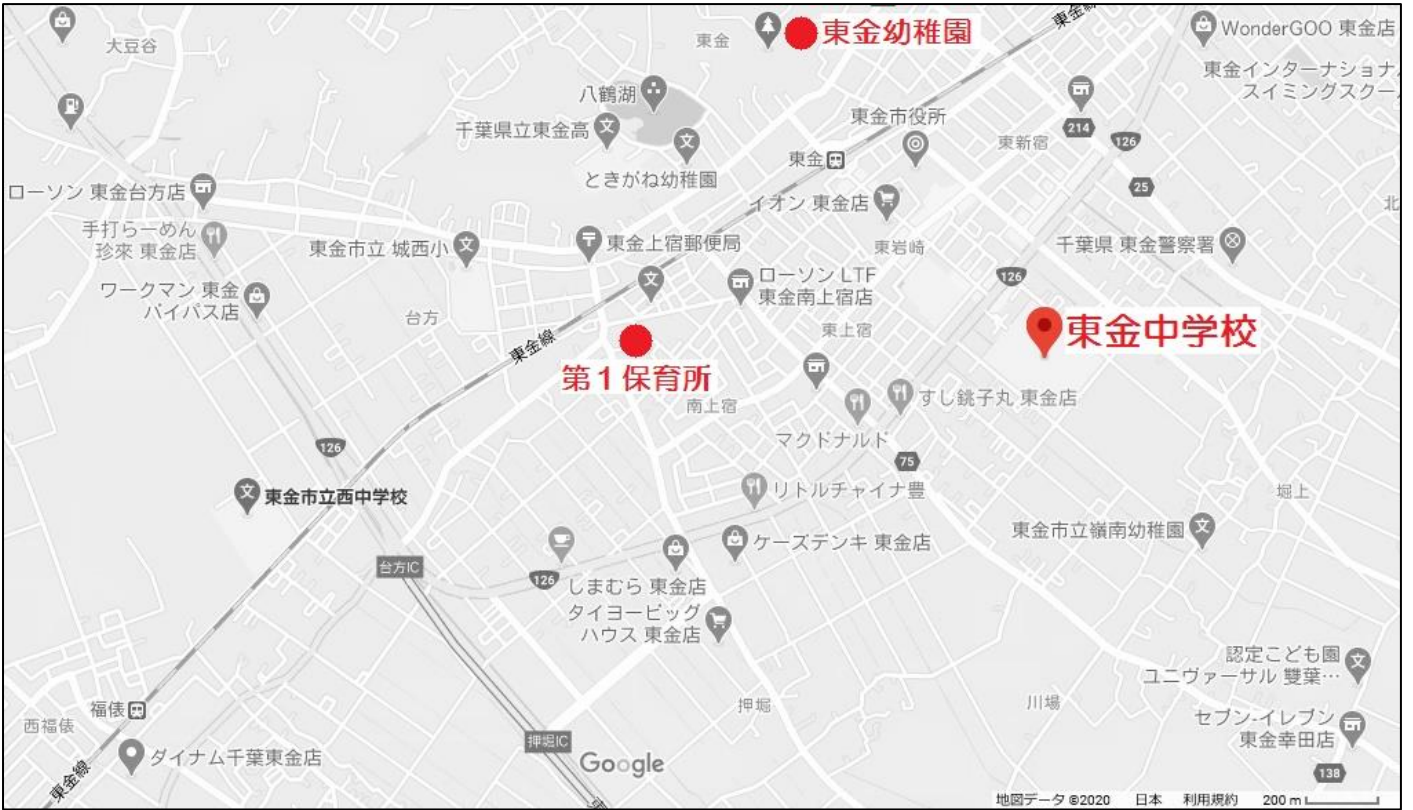 東金線
WonderGOO 東金店
大豆谷
東金
東金幼稚園
東金インターナショナ
スイミングスクー
八鶴湖
千葉県立東金高
東金市役所
214
126
東新宿
ときがね幼稚園
東金
25
ローソン 東金台方店
イオン 東金店
北
手打らーめん
珍來 東金店
東金市立 城西小
東金上宿郵便局
東岩崎
千葉県 東金警察署
ローソン LTF
東金南上宿店
126
ワークマン 東金
バイパス店
台方
東金線
東上宿
東金中学校
第1保育所
南上宿
すし銚子丸 東金店
マクドナルド
126
75
東金市立西中学校
リトルチャイナ豊
堀上
東金市立嶺南幼稚園
ケーズデンキ 東金店
台方IC
126
しまむら 東金店
タイヨービッグ
ハウス 東金店
認定こども園
ユニヴァーサル 雙葉…
福俵
西福俵
押堀
川場
セブン-イレブン
東金幸田店
押堀IC
ダイナム千葉東金店
Google
138
東金線
地図データ ©2020 日本 利用規約 200 m